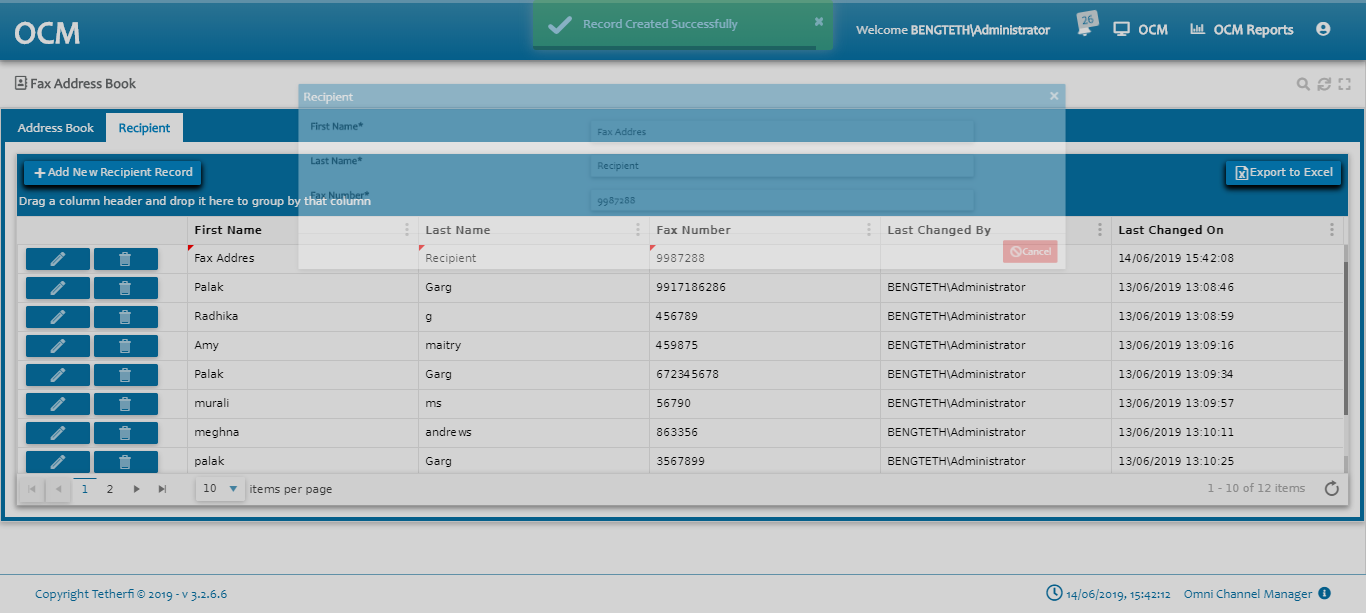 OCM
Record Created Successfully
Welcome BENGTETH\Administrator
26
OCM
OCM Reports
Fax Address Book
Recipient
Address Book
Recipient
First Name*
Fax Addres
Last Name*
Recipient
Fax Number*
9987288
Add New Recipient Record
Export to Excel
Drag a column header and drop it here to group by that column
First Name Last Name Fax Number Last Changed By Last Changed On
Fax Addres Recipient 9987288 14/06/2019 15:42:08
Cancel
Palak Garg 9917186286 BENGTETH\Administrator 13/06/2019 13:08:46
Radhika g 456789 BENGTETH\Administrator 13/06/2019 13:08:59
Amy maitry 459875 BENGTETH\Administrator 13/06/2019 13:09:16
Palak Garg 672345678 BENGTETH\Administrator 13/06/2019 13:09:34
murali ms 56790 BENGTETH\Administrator 13/06/2019 13:09:57
meghna andrews 863356 BENGTETH\Administrator 13/06/2019 13:10:11
palak Garg 3567899 BENGTETH\Administrator 13/06/2019 13:10:25
1 2 10 items per page 1 - 10 of 12 items
Copyright Tetherfi © 2019 - v 3.2.6.6
14/06/2019, 15:42:12 Omni Channel Manager